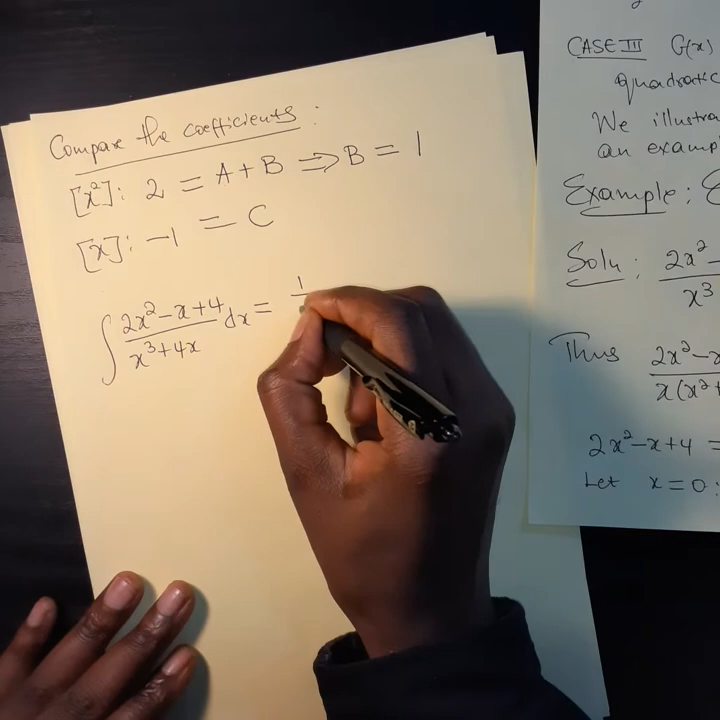 Compare the coefficients :
[x²]: 2 = A + B ⇒ B = 1
[x]: -1 = C
∫ 2x² - x + 4 / x³ + 4x dx = 1
CASE III G(x)
quadratic
We illustra
an exampl
Example ;
Soln ; 2x² - / x³
Thus 2x² - x / x(x² +
2x² - x + 4 =
Let x = 0 :